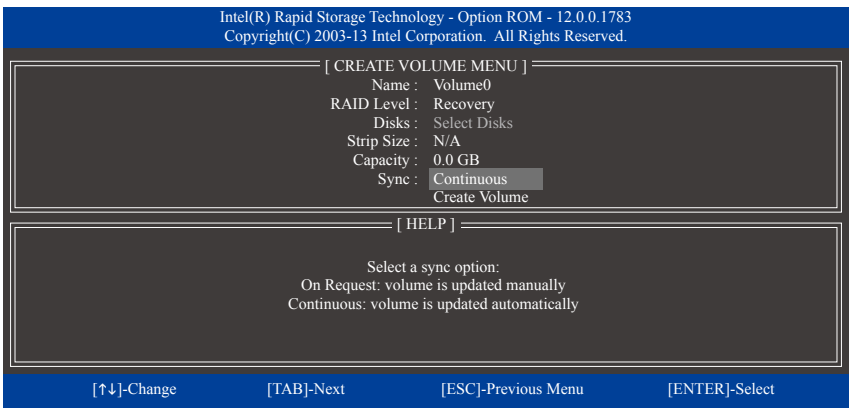 Intel(R) Rapid Storage Technology - Option ROM - 12.0.0.1783
Copyright(C) 2003-13 Intel Corporation. All Rights Reserved.
[ CREATE VOLUME MENU ]
Name : Volume0
RAID Level : Recovery
Disks : Select Disks
Strip Size : N/A
Capacity : 0.0 GB
Sync : Continuous
Create Volume
[ HELP ]
Select a sync option:
On Request: volume is updated manually
Continuous: volume is updated automatically
[↑↓]-Change [TAB]-Next [ESC]-Previous Menu [ENTER]-Select